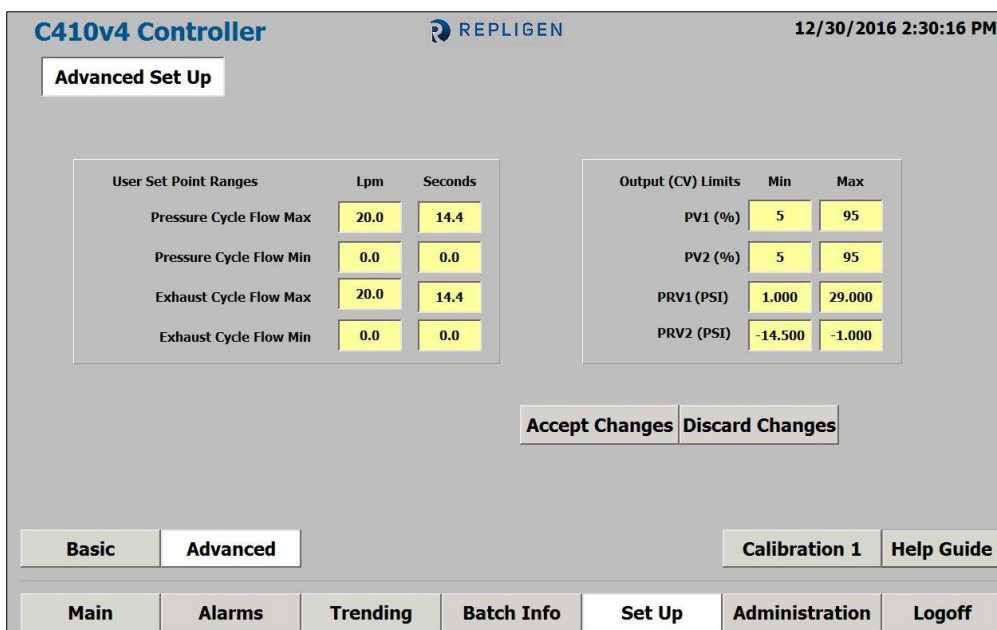 C410v4 Controller REPLIGEN 12/30/2016 2:30:16 PM
Advanced Set Up
User Set Point Ranges Lpm Seconds
Pressure Cycle Flow Max 20.0 14.4
Pressure Cycle Flow Min 0.0 0.0
Exhaust Cycle Flow Max 20.0 14.4
Exhaust Cycle Flow Min 0.0 0.0
Output (CV) Limits Min Max
PV1 (%) 5 95
PV2 (%) 5 95
PRV1 (PSI) 1.000 29.000
PRV2 (PSI) -14.500 -1.000
Accept Changes Discard Changes
Basic Advanced Calibration 1 Help Guide
Main Alarms Trending Batch Info Set Up Administration Logoff